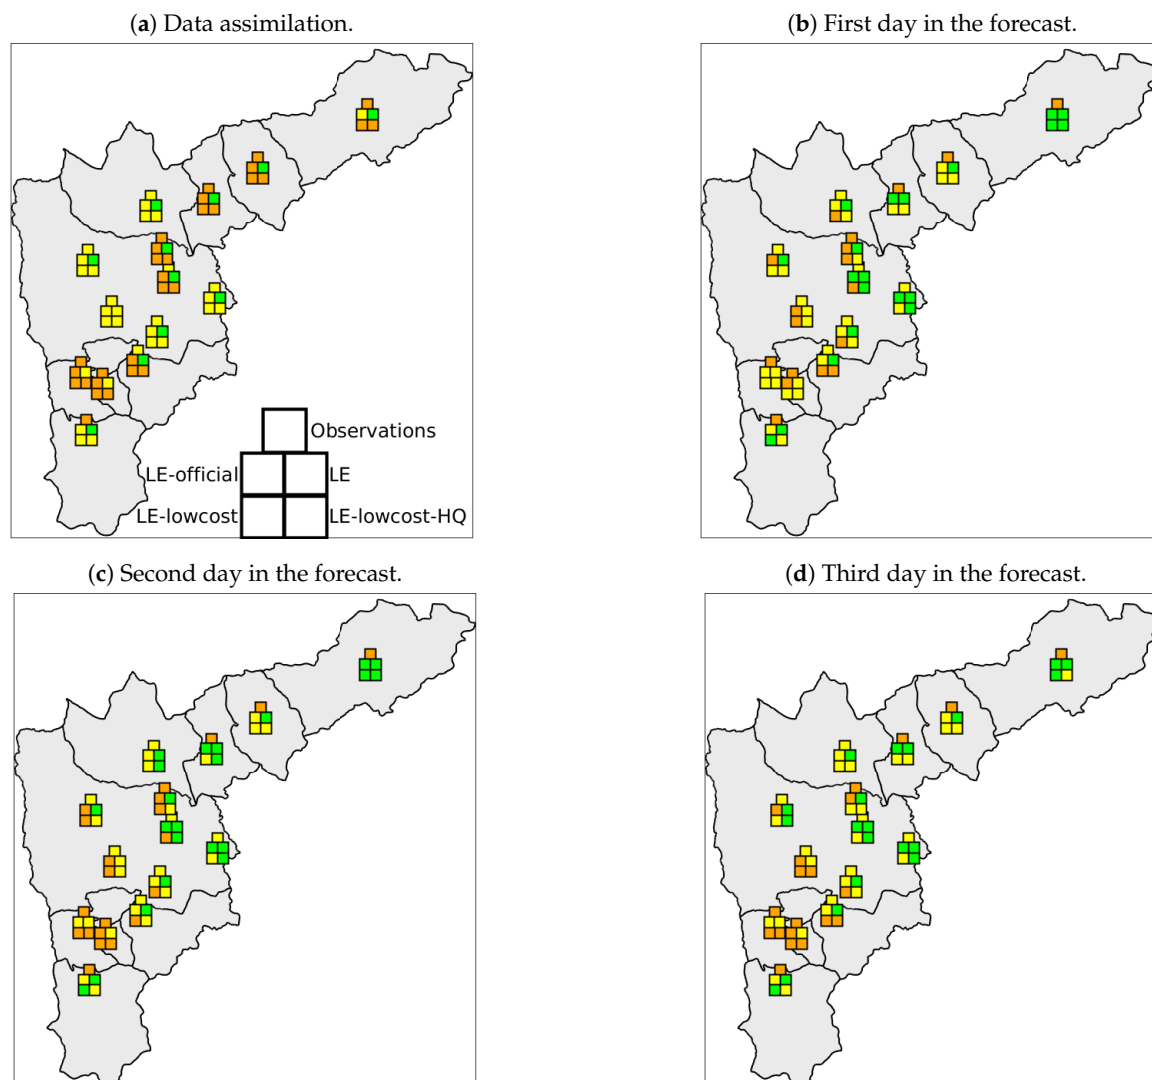 (a) Data assimilation.
(b) First day in the forecast.
Observations
LE-official
LE
LE-lowcost
LE-lowcost-HQ
(c) Second day in the forecast.
(d) Third day in the forecast.